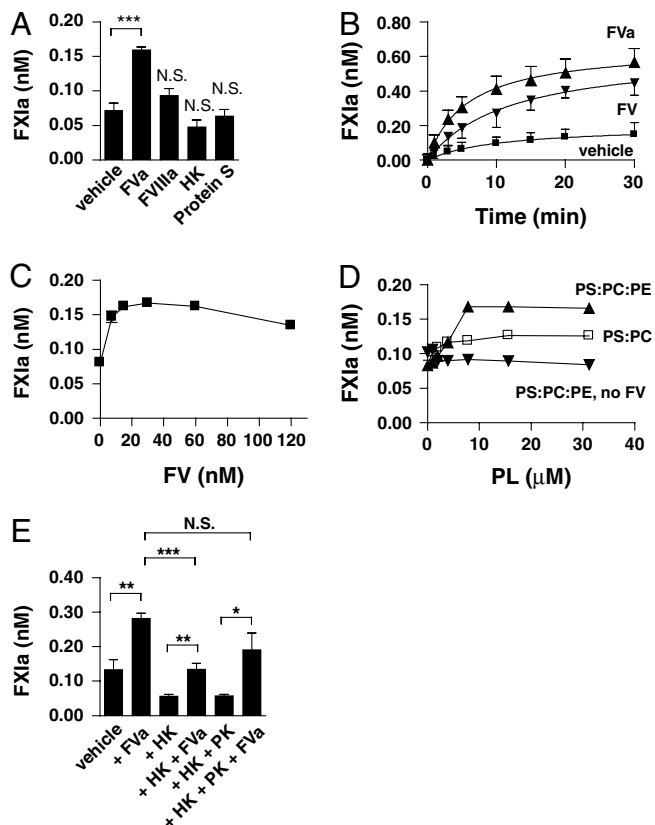 A
FXIa (nM)
0.20
0.15
0.10
0.05
0.00
***
N.S.
N.S.
N.S.
vehicle
FVa
FVIIIa
HK
Protein S
B
FXIa (nM)
0.80
0.60
0.40
0.20
0.00
0 10 20 30
Time (min)
FVa
FV
vehicle
C
FXIa (nM)
0.20
0.15
0.10
0.05
0.00
0 20 40 60 80 100 120
FV (nM)
D
FXIa (nM)
0.20
0.15
0.10
0.05
0.00
0 10 20 30 40
PL (μM)
PS:PC:PE
PS:PC
PS:PC:PE, no FV
E
FXIa (nM)
0.40
0.30
0.20
0.10
0.00
N.S.
***
**
**
*
vehicle
+ FVa
+ HK
+ HK + FVa
+ HK + PK
+ HK + PK + FVa